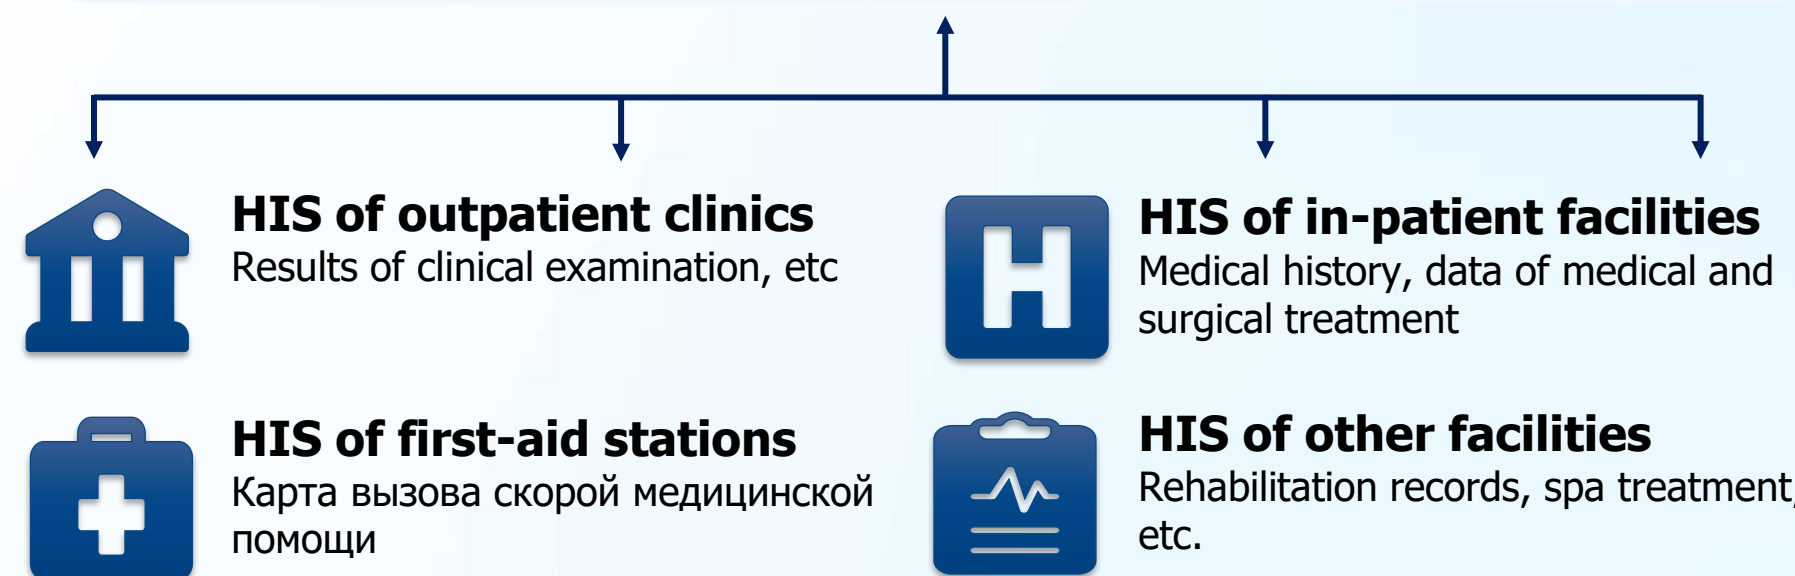 HIS of outpatient clinics
Results of clinical examination, etc
HIS of in-patient facilities
Medical history, data of medical and
surgical treatment
HIS of first-aid stations
Карта вызова скорой медицинской
помощи
HIS of other facilities
Rehabilitation records, spa treatment,
etc.